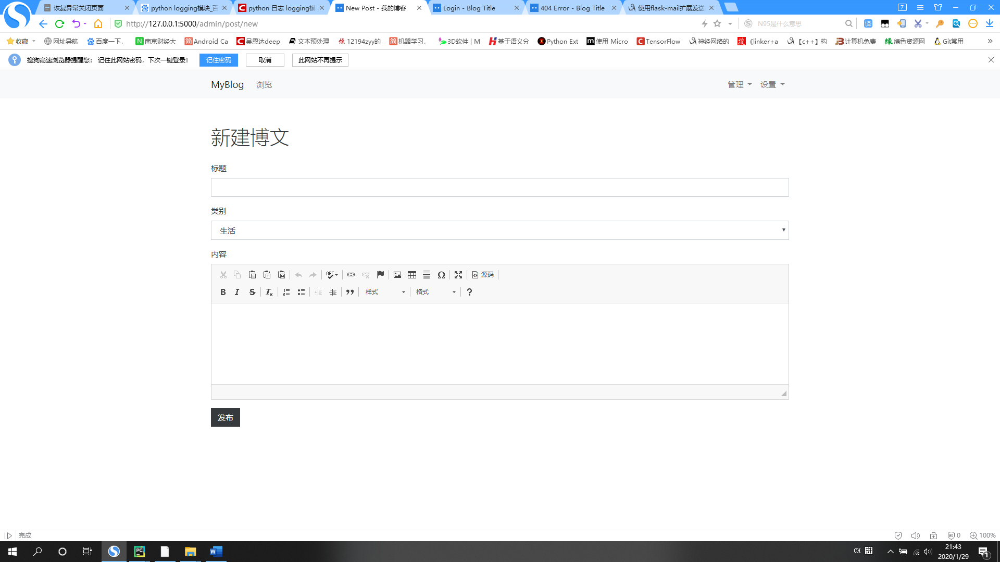 恢复异常关闭页面
python logging模块_百
python 日志 logging模
New Post - 我的博客
Login - Blog Title
404 Error - Blog Title
使用flask-mail扩展发送
7
http://127.0.0.1:5000/admin/post/new
N95是什么意思
译
收藏
网址导航
百度一下,
南京财经大
Android Ca
吴恩达deep
文本预处理
12194zyy的
机器学习,
3D软件 | M
基于语义分
Python Ext
使用 Micro
TensorFlow
神经网络的
《linker+a
【c++】构
计算机免费
绿色资源网
Git常用
搜狗高速浏览器提醒您: 记住此网站密码,下次一键登录!
记住密码
取消
此网站不再提示
MyBlog
浏览
管理
设置
新建博文
标题
类别
生活
内容
源码
样式
格式
发布
完成
0
100%
CH 拼
21:43
2020/1/29
1